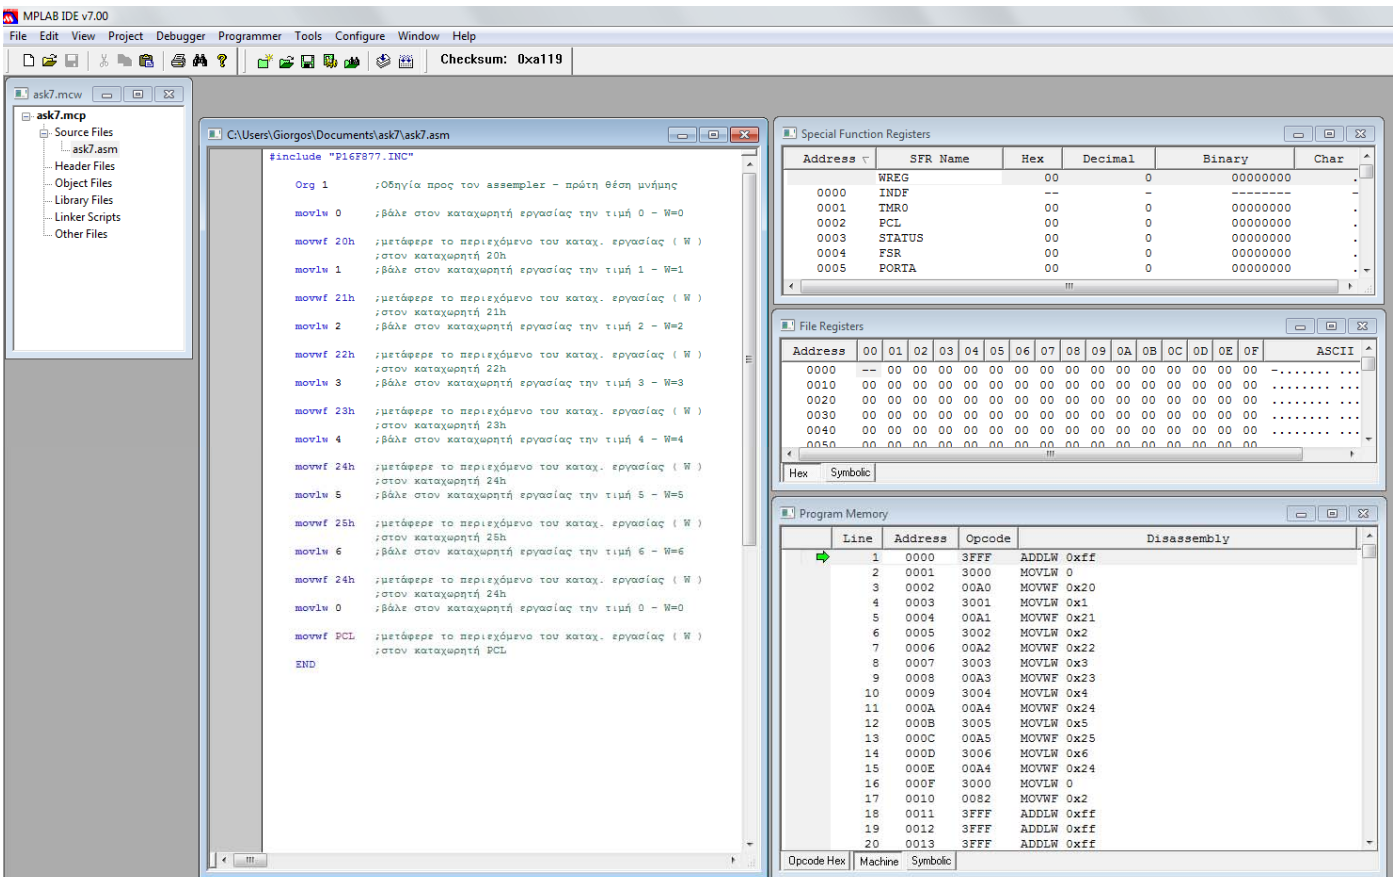 MPLAB IDE v7.00
File Edit View Project Debugger Programmer Tools Configure Window Help
Checksum: 0xa119
ask7.mcw
ask7.mcp
Source Files
ask7.asm
Header Files
Object Files
Library Files
Linker Scripts
Other Files
C:\Users\Giorgos\Documents\ask7\ask7.asm
#include "P16F877.INC"
Org 1 ;Οδηγία προς τον assempler - πρώτη θέση μνήμης
movlw 0 ;βάλε στον καταχωρητή εργασίας την τιμή 0 - W=0
movwf 20h ;μετάφερε το περιεχόμενο του καταχ. εργασίας ( W )
;στον καταχωρητή 20h
movlw 1 ;βάλε στον καταχωρητή εργασίας την τιμή 1 - W=1
movwf 21h ;μετάφερε το περιεχόμενο του καταχ. εργασίας ( W )
;στον καταχωρητή 21h
movlw 2 ;βάλε στον καταχωρητή εργασίας την τιμή 2 - W=2
movwf 22h ;μετάφερε το περιεχόμενο του καταχ. εργασίας ( W )
;στον καταχωρητή 22h
movlw 3 ;βάλε στον καταχωρητή εργασίας την τιμή 3 - W=3
movwf 23h ;μετάφερε το περιεχόμενο του καταχ. εργασίας ( W )
;στον καταχωρητή 23h
movlw 4 ;βάλε στον καταχωρητή εργασίας την τιμή 4 - W=4
movwf 24h ;μετάφερε το περιεχόμενο του καταχ. εργασίας ( W )
;στον καταχωρητή 24h
movlw 5 ;βάλε στον καταχωρητή εργασίας την τιμή 5 - W=5
movwf 25h ;μετάφερε το περιεχόμενο του καταχ. εργασίας ( W )
;στον καταχωρητή 25h
movlw 6 ;βάλε στον καταχωρητή εργασίας την τιμή 6 - W=6
movwf 24h ;μετάφερε το περιεχόμενο του καταχ. εργασίας ( W )
;στον καταχωρητή 24h
movlw 0 ;βάλε στον καταχωρητή εργασίας την τιμή 0 - W=0
movwf PCL ;μετάφερε το περιεχόμενο του καταχ. εργασίας ( W )
;στον καταχωρητή PCL
END
Special Function Registers
Address SFR Name Hex Decimal Binary Char
WREG 00 0 00000000 .
0000 INDF -- - -------- -
0001 TMR0 00 0 00000000 .
0002 PCL 00 0 00000000 .
0003 STATUS 00 0 00000000 .
0004 FSR 00 0 00000000 .
0005 PORTA 00 0 00000000 .
File Registers
Address 00 01 02 03 04 05 06 07 08 09 0A 0B 0C 0D 0E 0F ASCII
0000 -- 00 00 00 00 00 00 00 00 00 00 00 00 00 00 00 -....... ...
0010 00 00 00 00 00 00 00 00 00 00 00 00 00 00 00 00 ........ ...
0020 00 00 00 00 00 00 00 00 00 00 00 00 00 00 00 00 ........ ...
0030 00 00 00 00 00 00 00 00 00 00 00 00 00 00 00 00 ........ ...
0040 00 00 00 00 00 00 00 00 00 00 00 00 00 00 00 00 ........ ...
0050 00 00 00 00 00 00 00 00 00 00 00 00 00 00 00 00
Hex Symbolic
Program Memory
Line Address Opcode Disassembly
1 0000 3FFF ADDLW 0xff
2 0001 3000 MOVLW 0
3 0002 00A0 MOVWF 0x20
4 0003 3001 MOVLW 0x1
5 0004 00A1 MOVWF 0x21
6 0005 3002 MOVLW 0x2
7 0006 00A2 MOVWF 0x22
8 0007 3003 MOVLW 0x3
9 0008 00A3 MOVWF 0x23
10 0009 3004 MOVLW 0x4
11 000A 00A4 MOVWF 0x24
12 000B 3005 MOVLW 0x5
13 000C 00A5 MOVWF 0x25
14 000D 3006 MOVLW 0x6
15 000E 00A4 MOVWF 0x24
16 000F 3000 MOVLW 0
17 0010 0082 MOVWF 0x2
18 0011 3FFF ADDLW 0xff
19 0012 3FFF ADDLW 0xff
20 0013 3FFF ADDLW 0xff
Opcode Hex Machine Symbolic